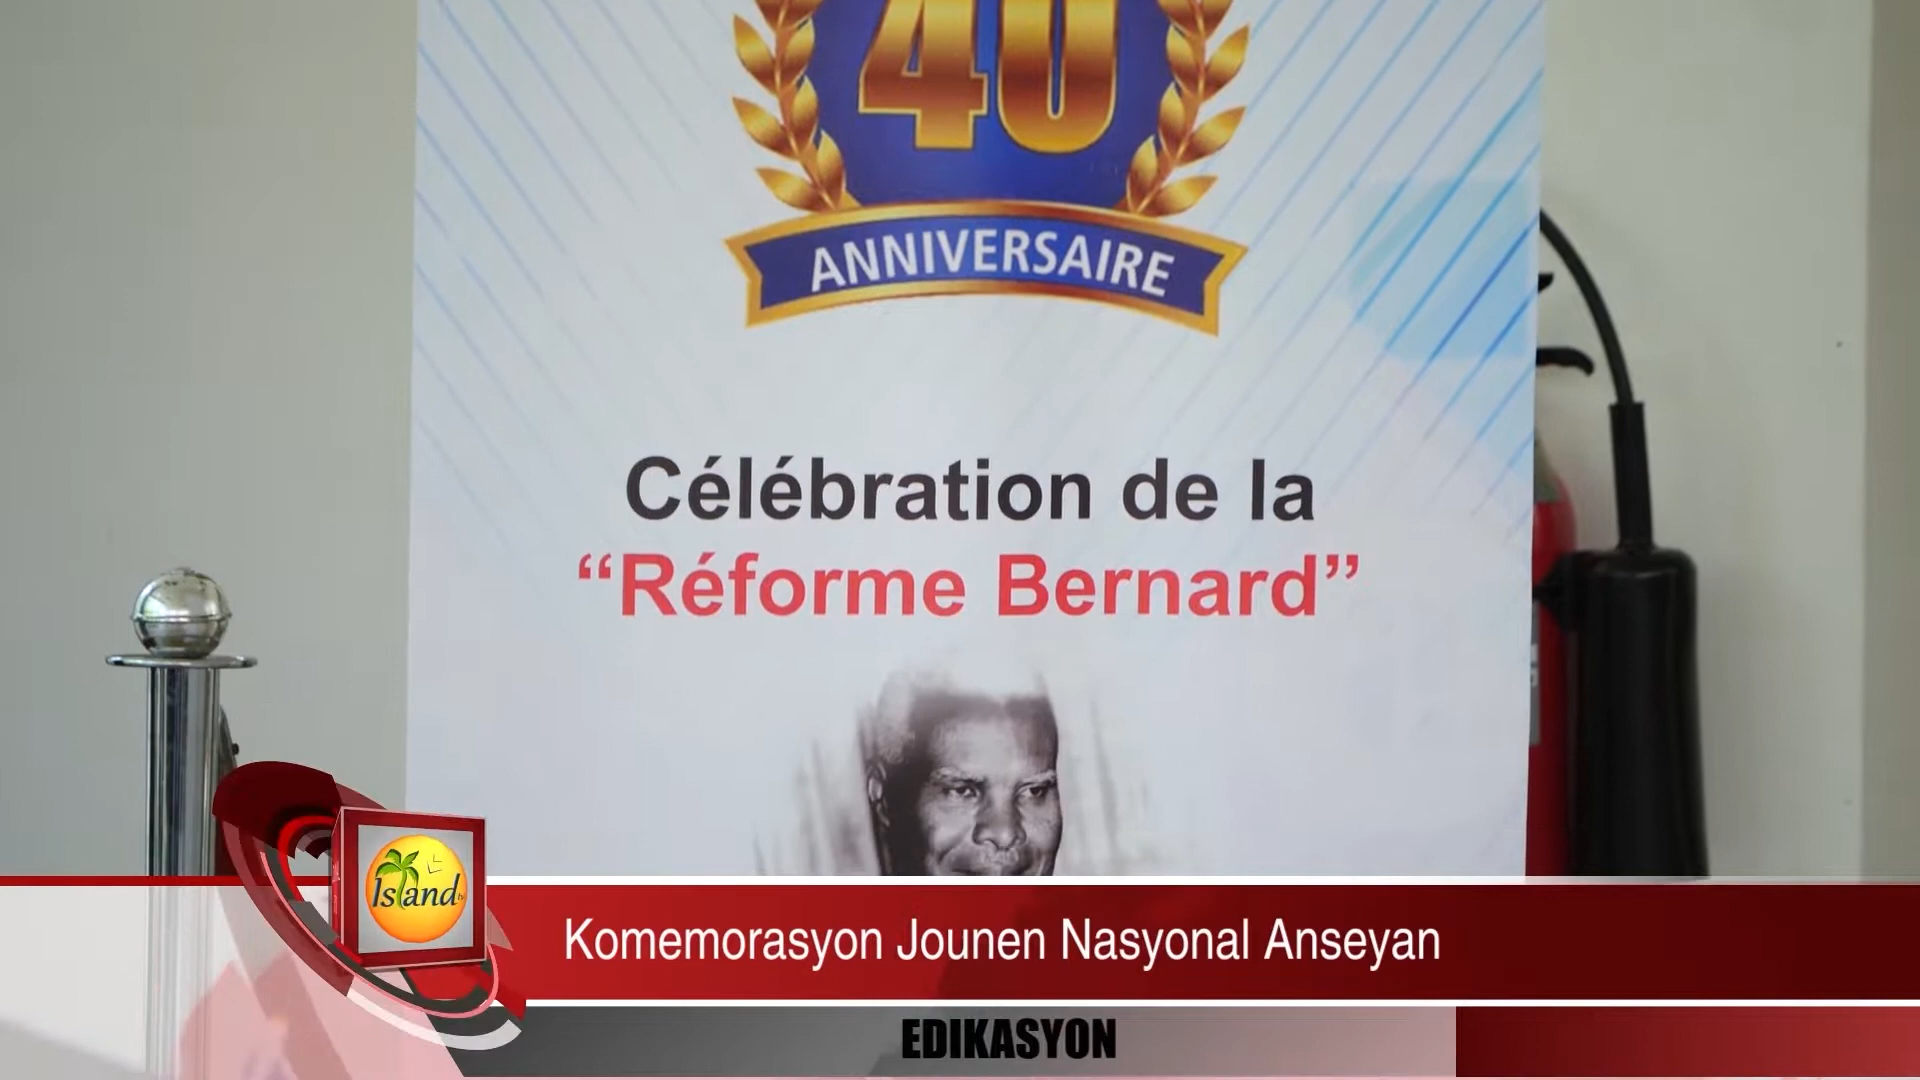 40
ANNIVERSAIRE
Célébration de la
“Réforme Bernard”
Island
Komemorasyon Jounen Nasyonal Anseyan
EDIKASYON